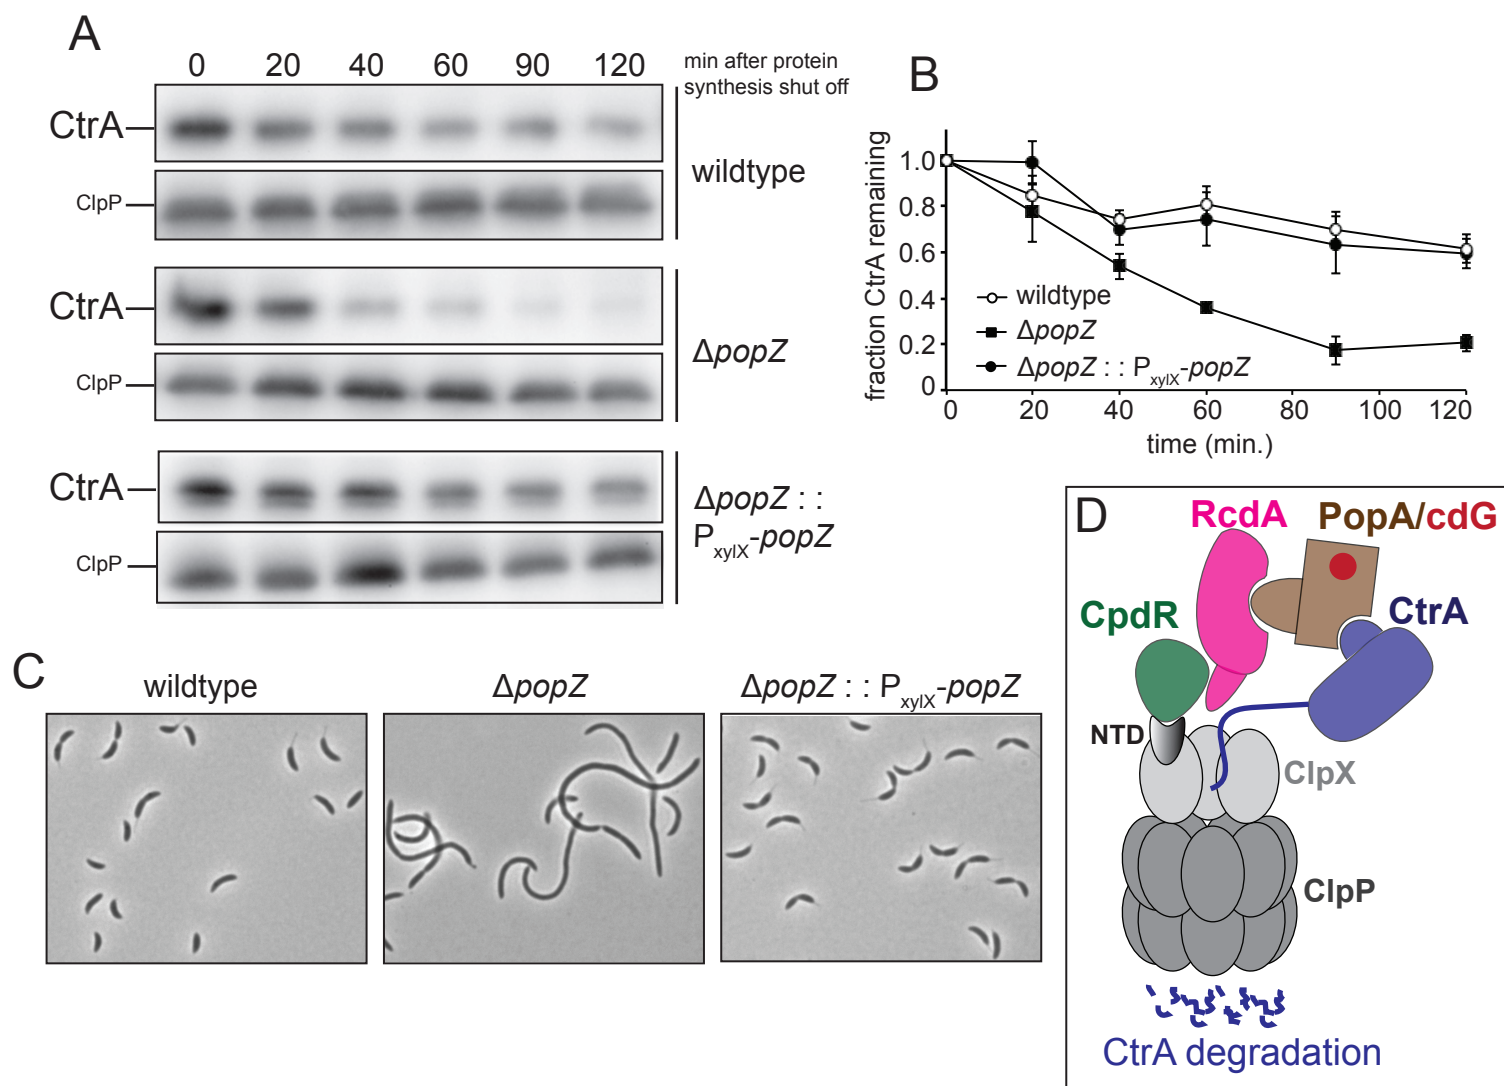 A
0 20 40 60 90 120
min after protein
synthesis shut off
CtrA
ClpP
wildtype
CtrA
ClpP
ΔpopZ
CtrA
ClpP
ΔpopZ : :
PxylX-popZ
B
fraction CtrA remaining
1.0
0.8
0.6
0.4
0.2
0
wildtype
ΔpopZ
ΔpopZ : : PxylX-popZ
0 20 40 60 80 100 120
time (min.)
C
wildtype
ΔpopZ
ΔpopZ : : PxylX-popZ
D
RcdA
PopA/cdG
CpdR
CtrA
NTD
ClpX
ClpP
CtrA degradation